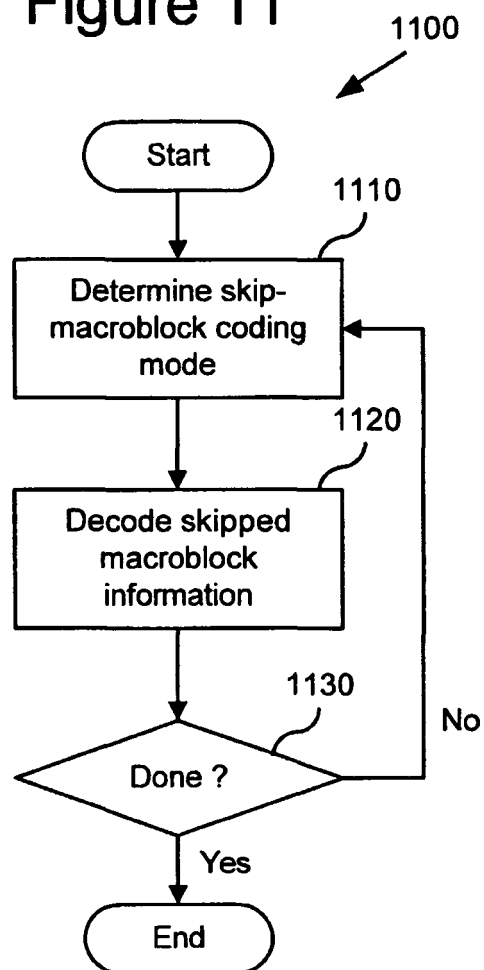 Figure 11
1100
Start
1110
Determine skip-
macroblock coding
mode
1120
Decode skipped
macroblock
information
1130
No
Done ?
Yes
End